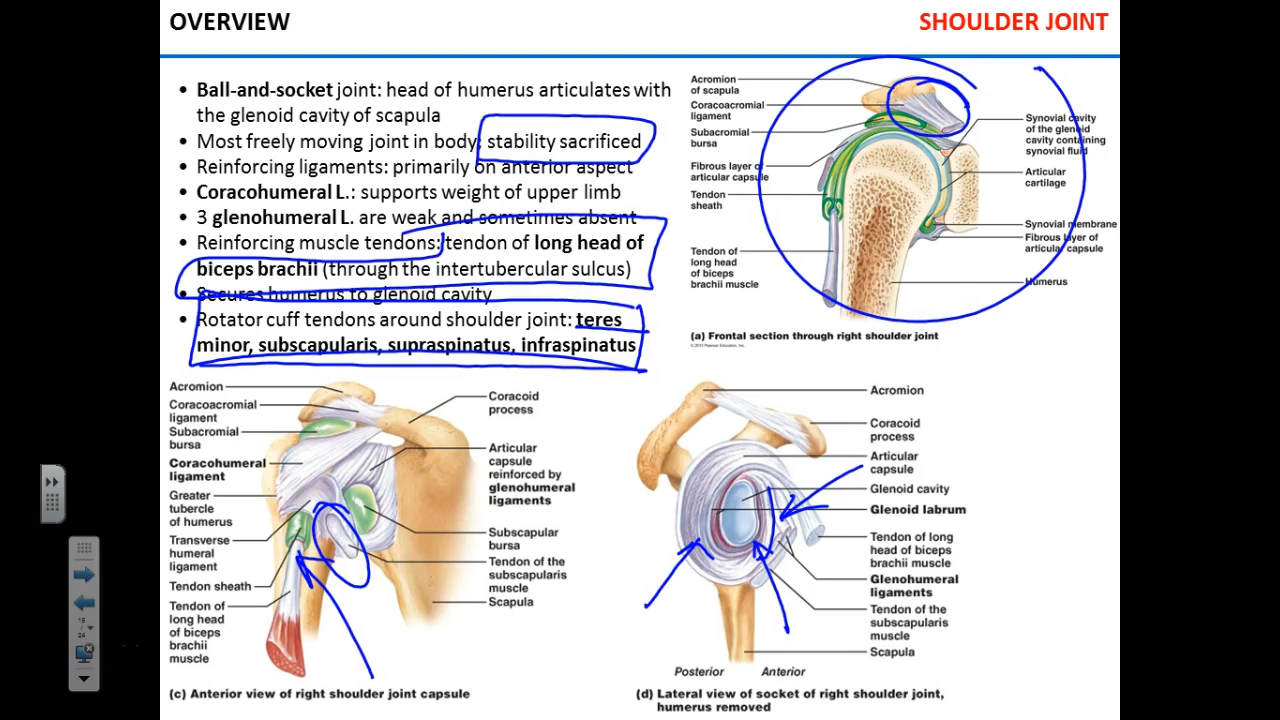 OVERVIEW
SHOULDER JOINT
• Ball-and-socket joint: head of humerus articulates with
the glenoid cavity of scapula
• Most freely moving joint in body: stability sacrificed
• Reinforcing ligaments: primarily on anterior aspect
• Coracohumeral L.: supports weight of upper limb
• 3 glenohumeral L. are weak and sometimes absent
• Reinforcing muscle tendons: tendon of long head of
biceps brachii (through the intertubercular sulcus)
• Secures humerus to glenoid cavity
• Rotator cuff tendons around shoulder joint: teres
minor, subscapularis, supraspinatus, infraspinatus
Acromion
of scapula
Coracoacromial
ligament
Subacromial
bursa
Fibrous layer of
articular capsule
Tendon
sheath
Tendon of
long head
of biceps
brachii muscle
Synovial cavity
of the glenoid
cavity containing
synovial fluid
Articular
cartilage
Synovial membrane
Fibrous layer of
articular capsule
Humerus
(a) Frontal section through right shoulder joint
Acromion
Coracoacromial
ligament
Subacromial
bursa
Coracohumeral
ligament
Greater
tubercle
of humerus
Transverse
humeral
ligament
Tendon sheath
Tendon of
long head
of biceps
brachii
muscle
Coracoid
process
Articular
capsule
reinforced by
glenohumeral
ligaments
Subscapular
bursa
Tendon of the
subscapularis
muscle
Scapula
(c) Anterior view of right shoulder joint capsule
Acromion
Coracoid
process
Articular
capsule
Glenoid cavity
Glenoid labrum
Tendon of long
head of biceps
brachii muscle
Glenohumeral
ligaments
Tendon of the
subscapularis
muscle
Scapula
Posterior
Anterior
(d) Lateral view of socket of right shoulder joint,
humerus removed